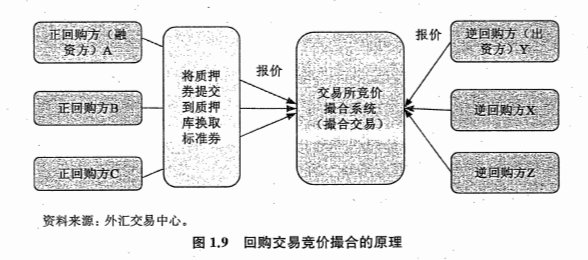 正回购方（融
资方）A
正回购方B
正回购方C
将质押
券提交
到质押
库换取
标准券
报价
交易所竞价
撮合系统
（撮合交易）
报价
逆回购方（出
资方）Y
逆回购方X
逆回购方Z
资料来源：外汇交易中心。
图 1.9 回购交易竞价撮合的原理